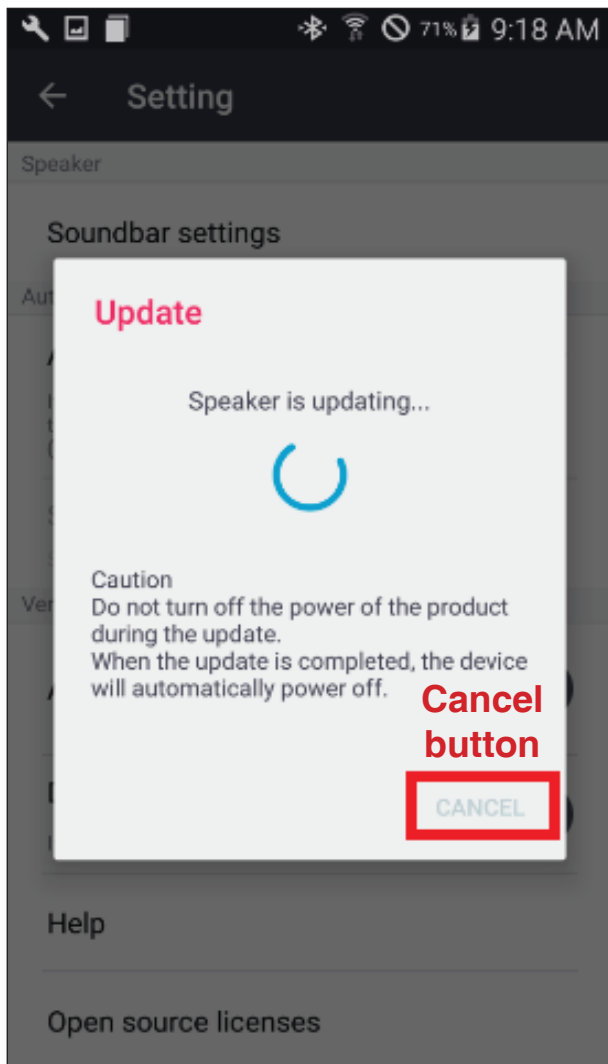 71% 9:18 AM
Setting
Speaker
Soundbar settings
Aut
Update
Speaker is updating...
Caution
Do not turn off the power of the product
during the update.
When the update is completed, the device
will automatically power off.
Cancel
button
CANCEL
Ver
Help
Open source licenses